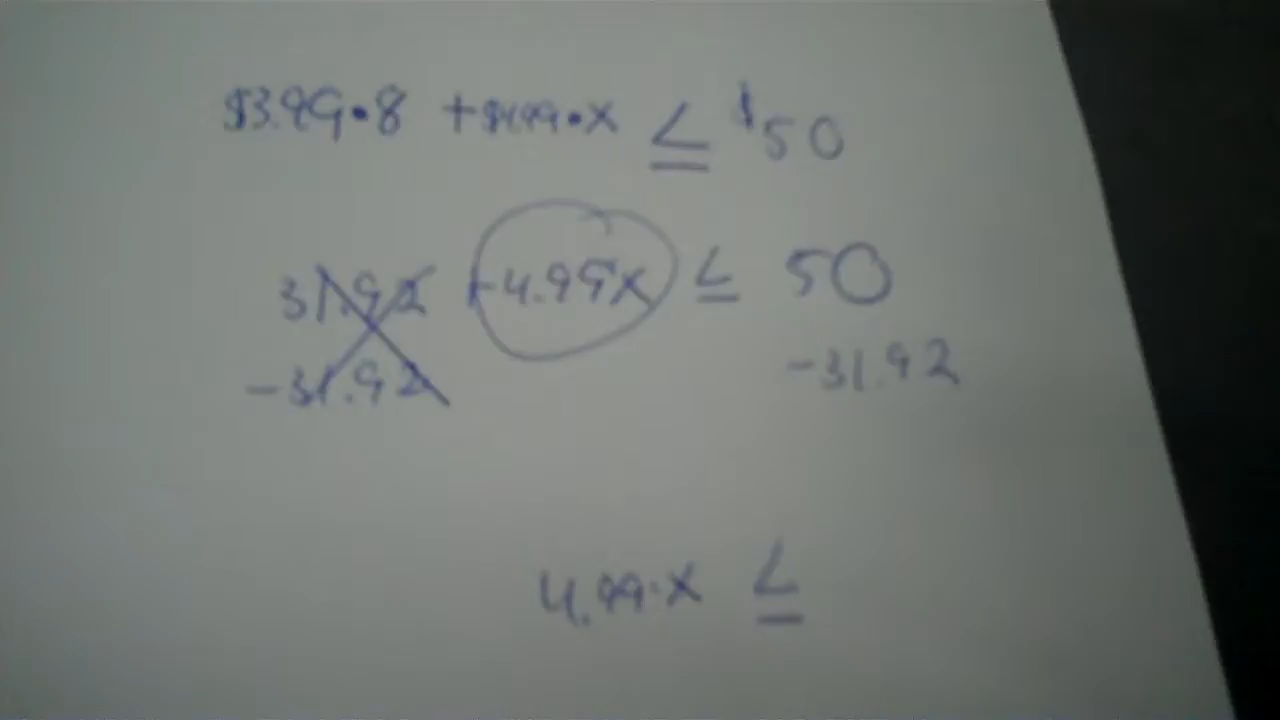 $3.99•8 + $4.99•X ≤ $50
31.92 +4.99X ≤ 50
-31.92 -31.92
4.99•X ≤